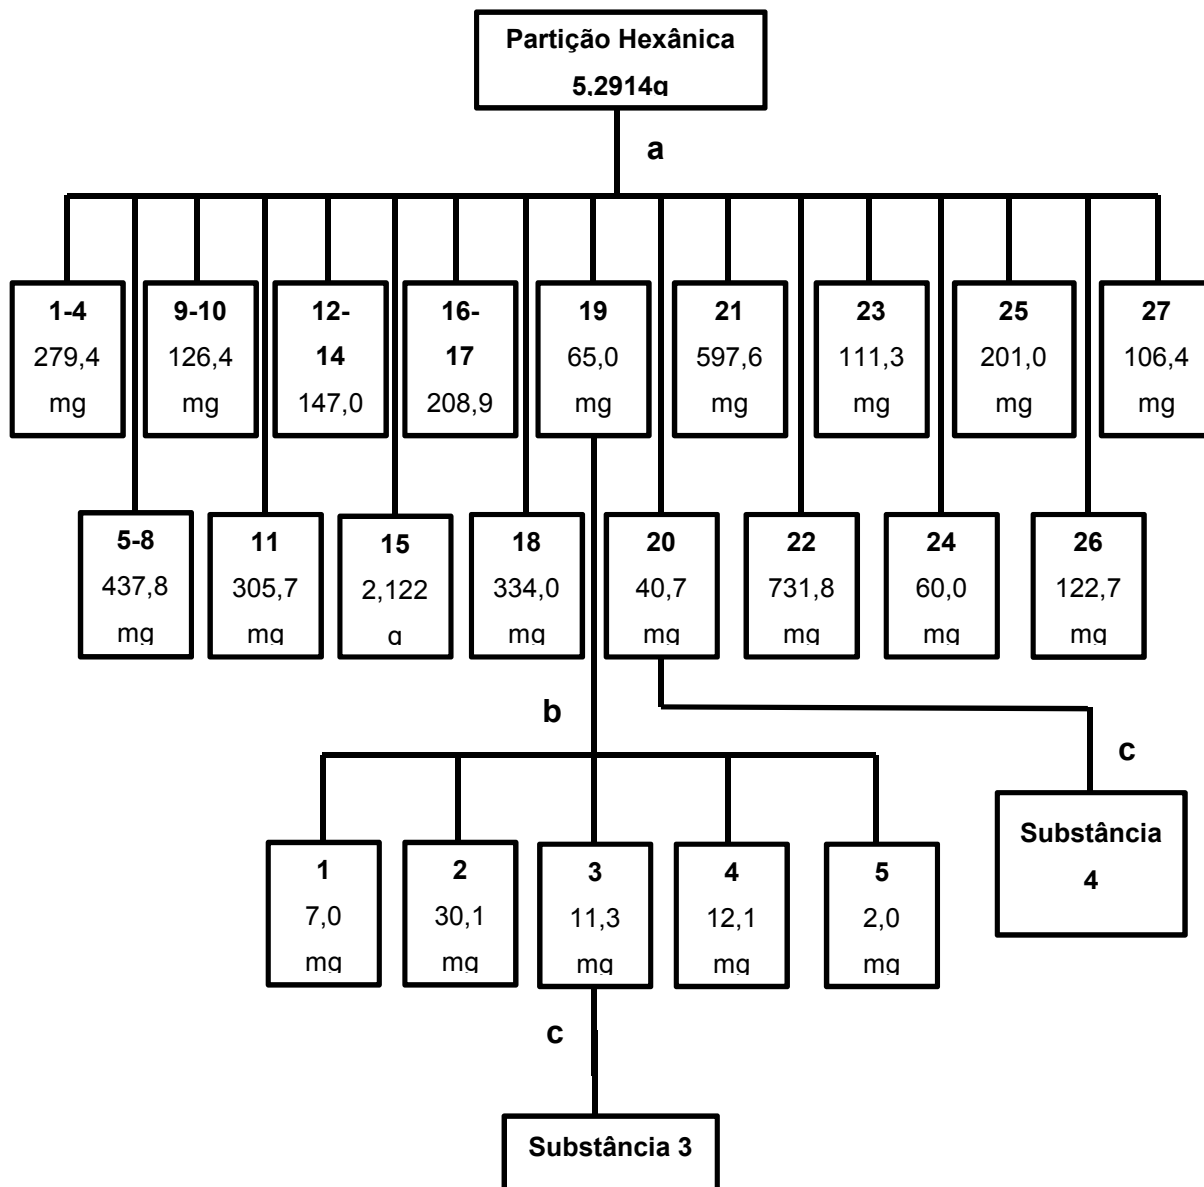 Partição Hexânica
5,2914g
a
1-4
279,4
mg
9-10
126,4
mg
12-
14
147,0
16-
17
208,9
19
65,0
mg
21
597,6
mg
23
111,3
mg
25
201,0
mg
27
106,4
mg
5-8
437,8
mg
11
305,7
mg
15
2,122
g
18
334,0
mg
20
40,7
mg
22
731,8
mg
24
60,0
mg
26
122,7
mg
b
c
1
7,0
mg
2
30,1
mg
3
11,3
mg
4
12,1
mg
5
2,0
mg
Substância
4
c
Substância 3